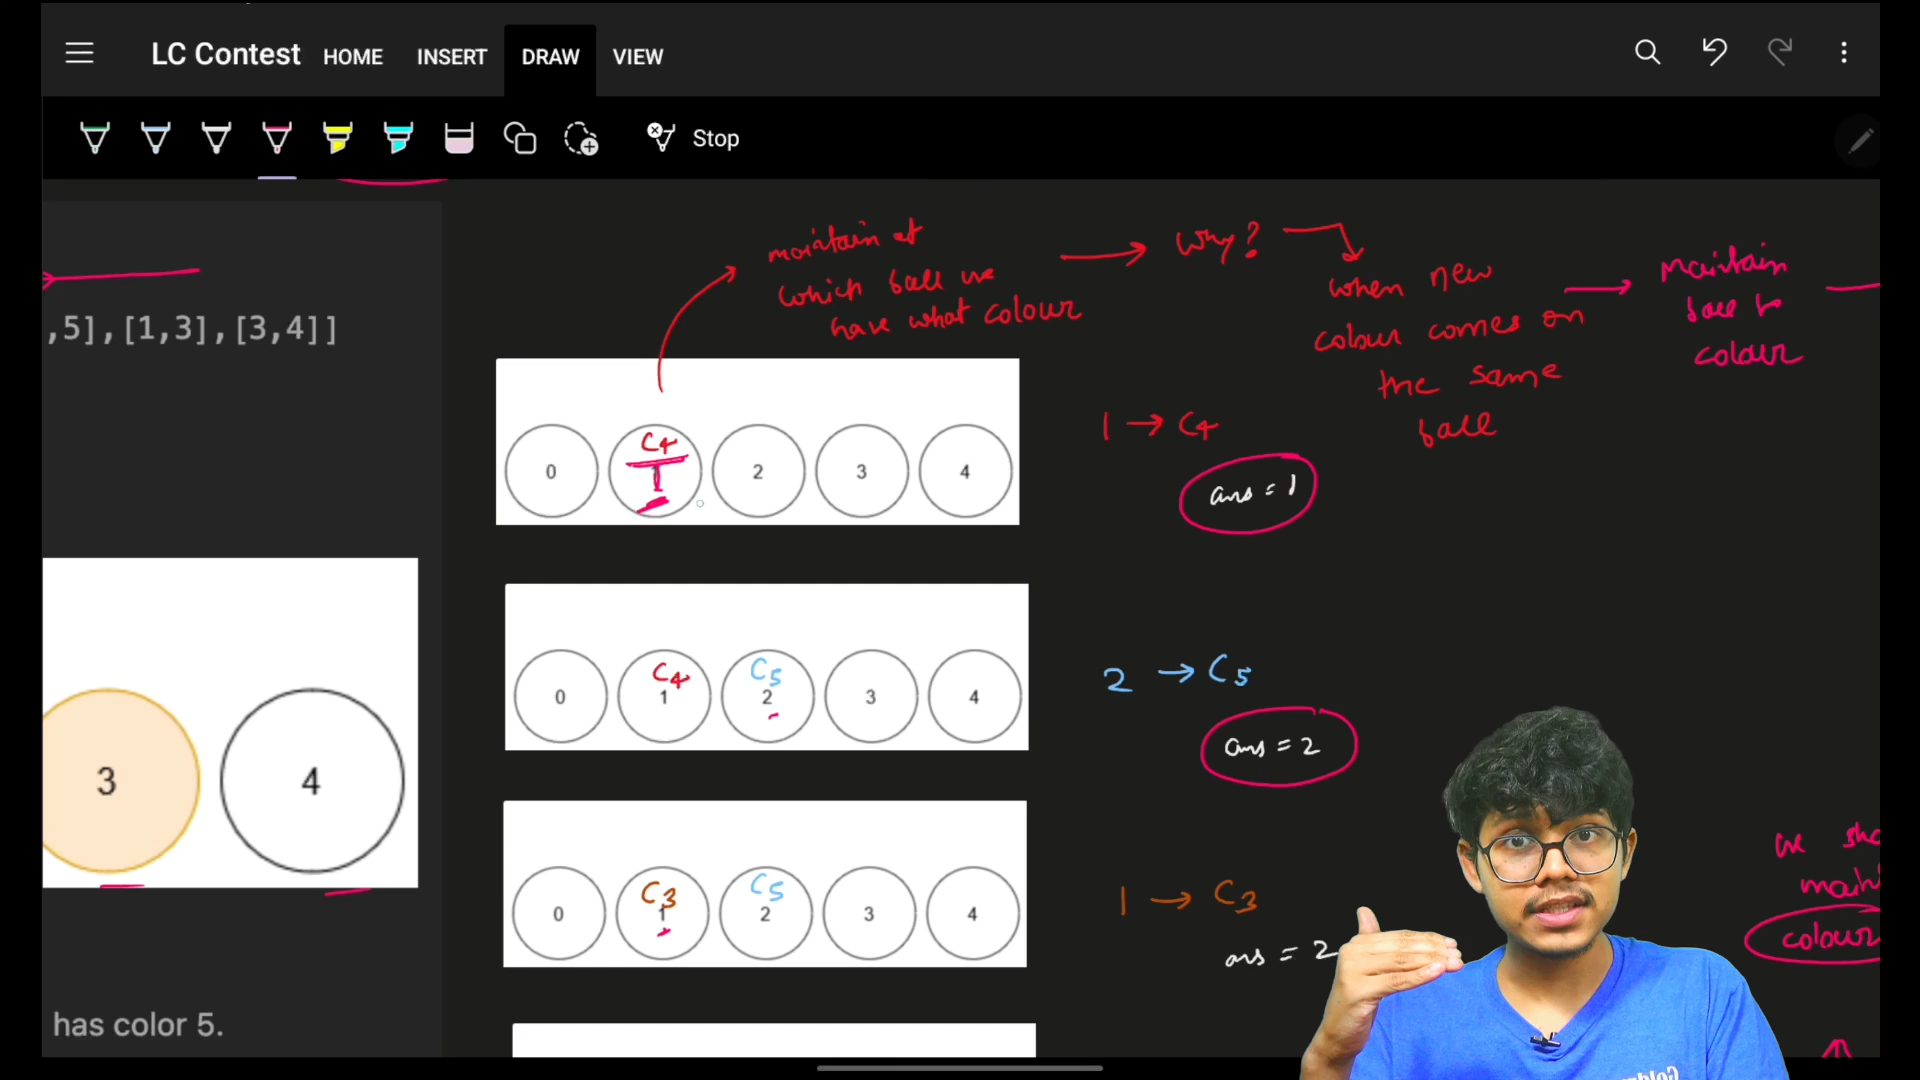 LC Contest HOME INSERT DRAW VIEW
Stop
maintain at
which ball we
have what colour
Why?
when new
colour comes on
the same
ball
maintain
ball to
colour
,5],[1,3],[3,4]]
0 C4 1 2 3 4
1 → C4
ans = 1
0 C4 1 C5 2 3 4
2 → C5
ans = 2
3 4
0 C3 1 C5 2 3 4
1 → C3
ans = 2
we
colour
has color 5.